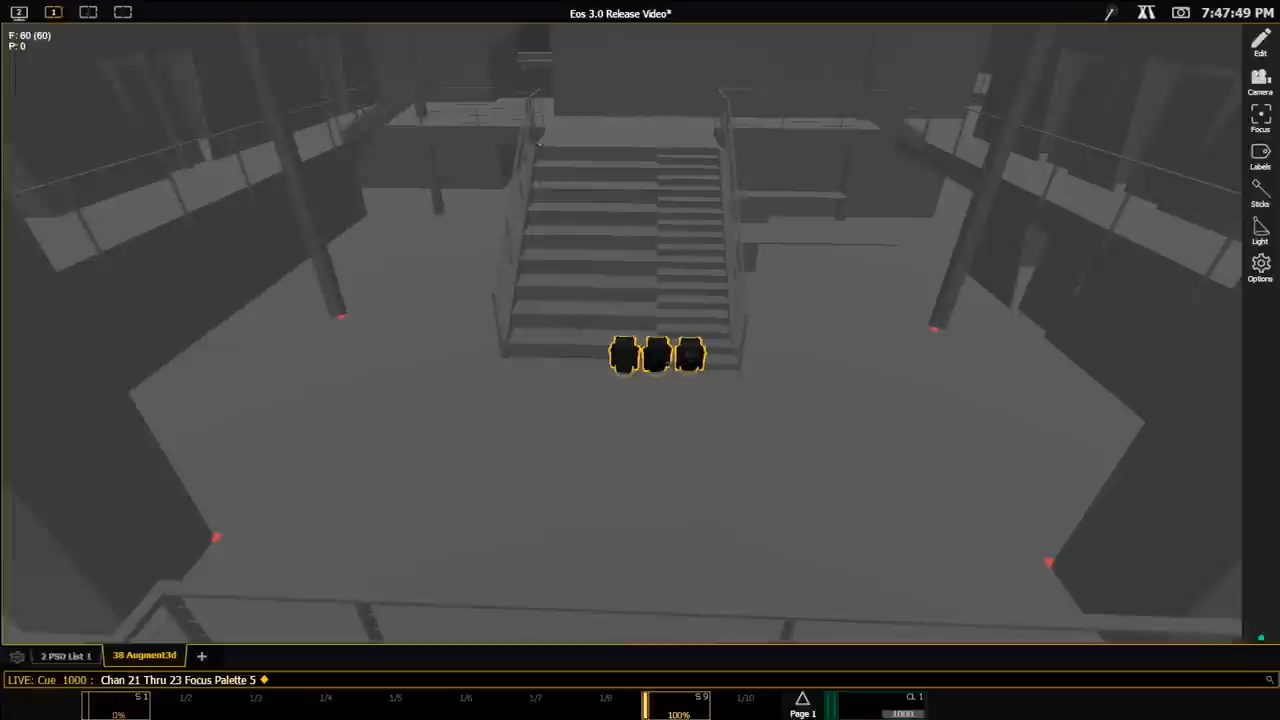 2
1
Eos 3.0 Release Video*
7:47:49 PM
F: 60 (60)
P: 0
Edit
Camera
Focus
Labels
Sticks
Light
Options
2 PSD List 1
38 Augment3d
+
LIVE: Cue 1000 : Chan 21 Thru 23 Focus Palette 5
S 1
0%
1/2
1/3
1/4
1/5
1/6
1/7
1/8
S 9
100%
1/10
Page 1
CL 1
1000